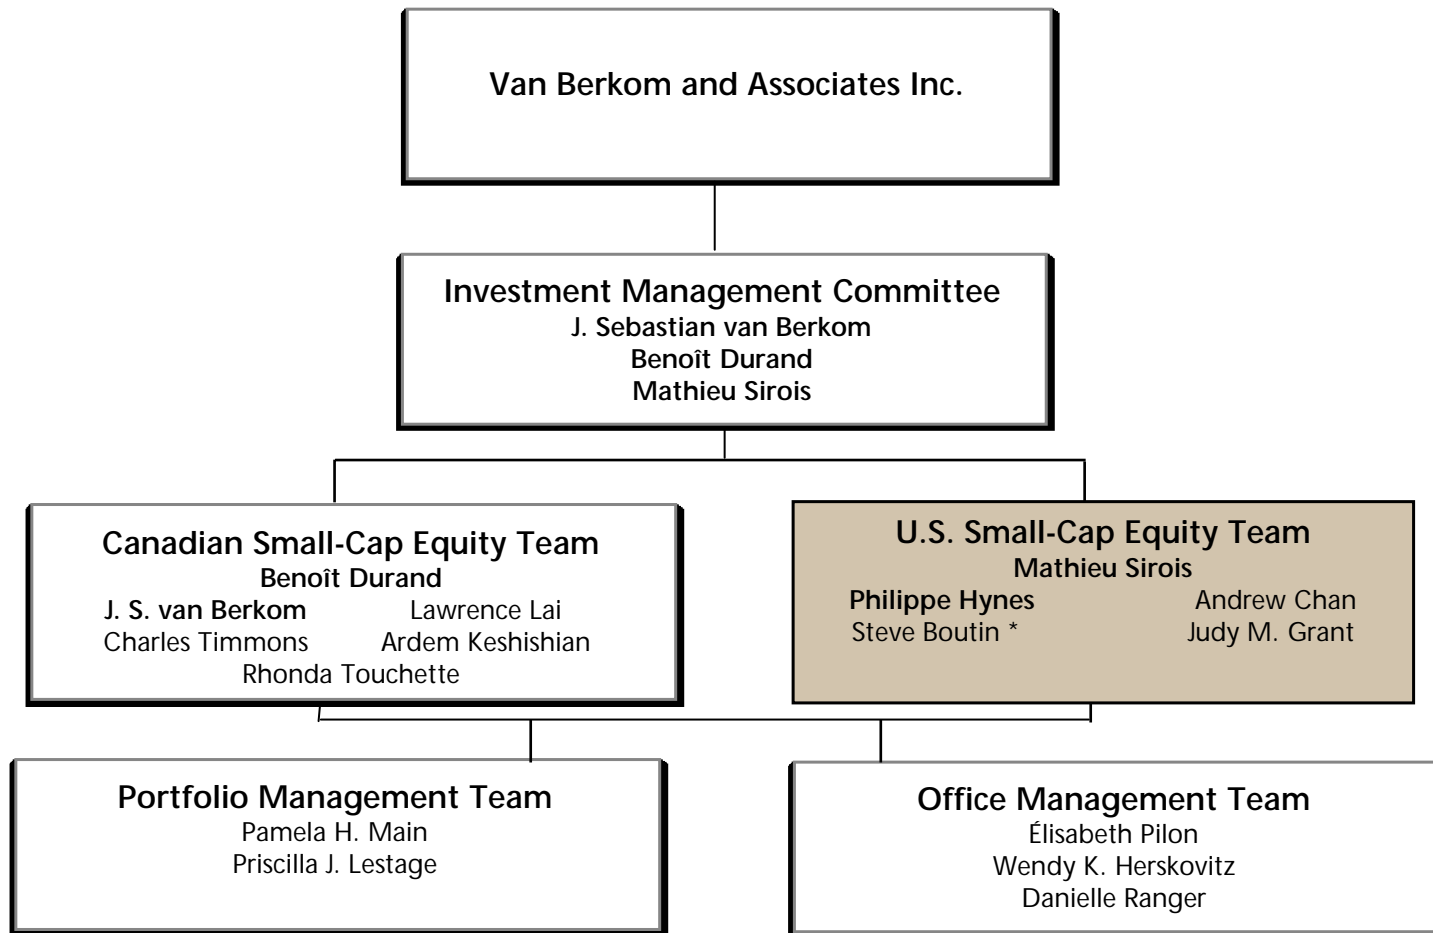 Van Berkom and Associates Inc.
Investment Management Committee
J. Sebastian van Berkom
Benoît Durand
Mathieu Sirois
Canadian Small-Cap Equity Team
Benoît Durand
J. S. van Berkom Lawrence Lai
Charles Timmons Ardem Keshishian
Rhonda Touchette
U.S. Small-Cap Equity Team
Mathieu Sirois
Philippe Hynes Andrew Chan
Steve Boutin * Judy M. Grant
Portfolio Management Team
Pamela H. Main
Priscilla J. Lestage
Office Management Team
Élisabeth Pilon
Wendy K. Herskovitz
Danielle Ranger